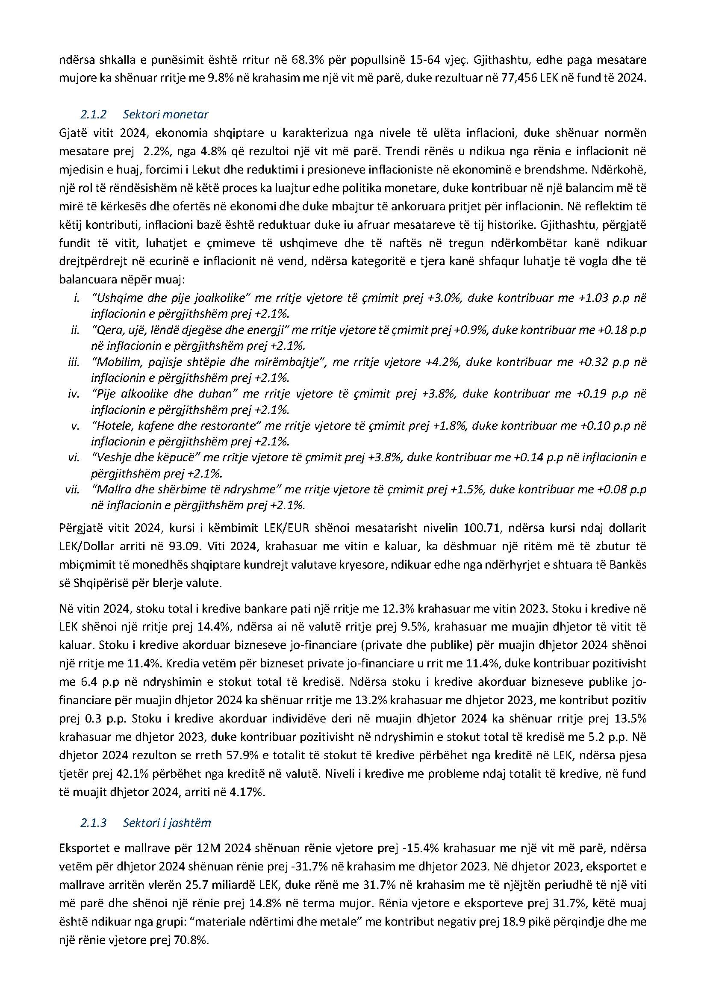 ndërsa shkalla e punësimit është rritur në 68.3% për popullsinë 15-64 vjeç. Gjithashtu, edhe paga mesatare
mujore ka shënuar rritje me 9.8% në krahasim me një vit më parë, duke rezultuar në 77,456 LEK në fund të 2024.
2.1.2 Sektori monetar
Gjatë vitit 2024, ekonomia shqiptare u karakterizua nga nivele të ulëta inflacioni, duke shënuar normën
mesatare prej 2.2%, nga 4.8% që rezultoi një vit më parë. Trendi rënës u ndikua nga rënia e inflacionit në
mjedisin e huaj, forcimi i Lekut dhe reduktimi i presioneve inflacioniste në ekonominë e brendshme. Ndërkohë,
një rol të rëndësishëm në këtë proces ka luajtur edhe politika monetare, duke kontribuar në një balancim më të
mirë të kërkesës dhe ofertës në ekonomi dhe duke mbajtur të ankoruara pritjet për inflacionin. Në reflektim të
këtij kontributi, inflacioni bazë është reduktuar duke iu afruar mesatareve të tij historike. Gjithashtu, përgjatë
fundit të vitit, luhatjet e çmimeve të ushqimeve dhe të naftës në tregun ndërkombëtar kanë ndikuar
drejtpërdrejt në ecurinë e inflacionit në vend, ndërsa kategoritë e tjera kanë shfaqur luhatje të vogla dhe të
balancuara nëpër muaj:
i. “Ushqime dhe pije joalkolike” me rritje vjetore të çmimit prej +3.0%, duke kontribuar me +1.03 p.p në
inflacionin e përgjithshëm prej +2.1%.
ii. “Qera, ujë, lëndë djegëse dhe energji” me rritje vjetore të çmimit prej +0.9%, duke kontribuar me +0.18 p.p
në inflacionin e përgjithshëm prej +2.1%.
iii. “Mobilim, pajisje shtëpie dhe mirëmbajtje”, me rritje vjetore +4.2%, duke kontribuar me +0.32 p.p në
inflacionin e përgjithshëm prej +2.1%.
iv. “Pije alkoolike dhe duhan” me rritje vjetore të çmimit prej +3.8%, duke kontribuar me +0.19 p.p në
inflacionin e përgjithshëm prej +2.1%.
v. “Hotele, kafene dhe restorante” me rritje vjetore të çmimit prej +1.8%, duke kontribuar me +0.10 p.p në
inflacionin e përgjithshëm prej +2.1%.
vi. “Veshje dhe këpucë” me rritje vjetore të çmimit prej +3.8%, duke kontribuar me +0.14 p.p në inflacionin e
përgjithshëm prej +2.1%.
vii. “Mallra dhe shërbime të ndryshme” me rritje vjetore të çmimit prej +1.5%, duke kontribuar me +0.08 p.p
në inflacionin e përgjithshëm prej +2.1%.
Përgjatë vitit 2024, kursi i këmbimit LEK/EUR shënoi mesatarisht nivelin 100.71, ndërsa kursi ndaj dollarit
LEK/Dollar arriti në 93.09. Viti 2024, krahasuar me vitin e kaluar, ka dëshmuar një ritëm më të zbutur të
mbiçmimit të monedhës shqiptare kundrejt valutave kryesore, ndikuar edhe nga ndërhyrjet e shtuara të Bankës
së Shqipërisë për blerje valute.
Në vitin 2024, stoku total i kredive bankare pati një rritje me 12.3% krahasuar me vitin 2023. Stoku i kredive në
LEK shënoi një rritje prej 14.4%, ndërsa ai në valutë rritje prej 9.5%, krahasuar me muajin dhjetor të vitit të
kaluar. Stoku i kredive akorduar bizneseve jo-financiare (private dhe publike) për muajin dhjetor 2024 shënoi
një rritje me 11.4%. Kredia vetëm për bizneset private jo-financiare u rrit me 11.4%, duke kontribuar pozitivisht
me 6.4 p.p në ndryshimin e stokut total të kredisë. Ndërsa stoku i kredive akorduar bizneseve publike jo-
financiare për muajin dhjetor 2024 ka shënuar rritje me 13.2% krahasuar me dhjetor 2023, me kontribut pozitiv
prej 0.3 p.p. Stoku i kredive akorduar individëve deri në muajin dhjetor 2024 ka shënuar rritje prej 13.5%
krahasuar me dhjetor 2023, duke kontribuar pozitivisht në ndryshimin e stokut total të kredisë me 5.2 p.p. Në
dhjetor 2024 rezulton se rreth 57.9% e totalit të stokut të kredive përbëhet nga kreditë në LEK, ndërsa pjesa
tjetër prej 42.1% përbëhet nga kreditë në valutë. Niveli i kredive me probleme ndaj totalit të kredive, në fund
të muajit dhjetor 2024, arriti në 4.17%.
2.1.3 Sektori i jashtëm
Eksportet e mallrave për 12M 2024 shënuan rënie vjetore prej -15.4% krahasuar me një vit më parë, ndërsa
vetëm për dhjetor 2024 shënuan rënie prej -31.7% në krahasim me dhjetor 2023. Në dhjetor 2023, eksportet e
mallrave arritën vlerën 25.7 miliardë LEK, duke rënë me 31.7% në krahasim me të njëjtën periudhë të një viti
më parë dhe shënoi një rënie prej 14.8% në terma mujor. Rënia vjetore e eksporteve prej 31.7%, këtë muaj
është ndikuar nga grupi: “materiale ndërtimi dhe metale” me kontribut negativ prej 18.9 pikë përqindje dhe me
një rënie vjetore prej 70.8%.